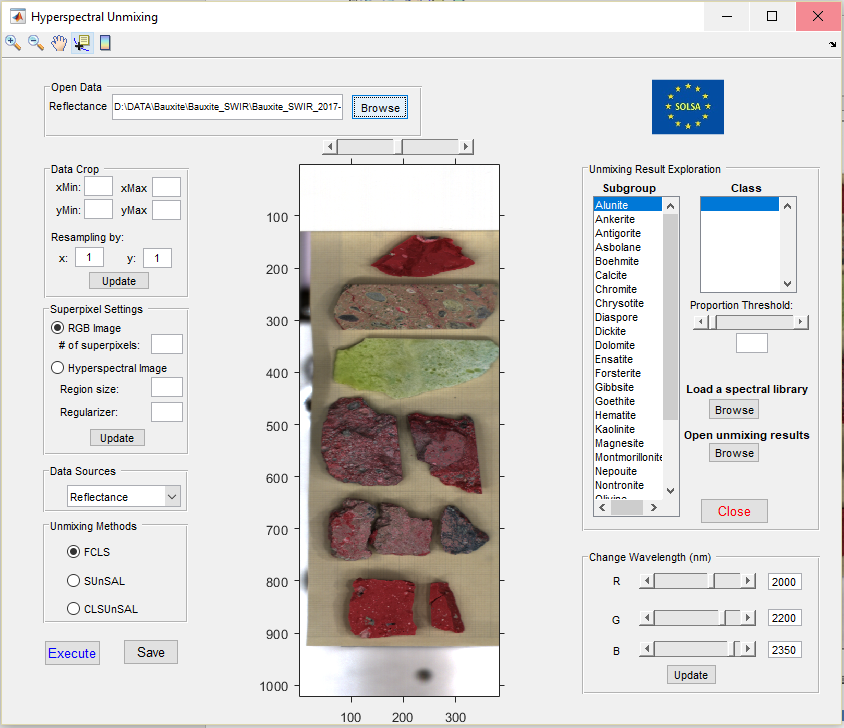 Hyperspectral Unmixing
Open Data
Reflectance D:\DATA\Bauxite\Bauxite_SWIR\Bauxite_SWIR_2017- Browse
SOLSA
Data Crop
xMin: xMax
yMin: yMax
Resampling by:
x: 1 y: 1
Update
Superpixel Settings
RGB Image
# of superpixels:
Hyperspectral Image
Region size:
Regularizer:
Update
Data Sources
Reflectance
Unmixing Methods
FCLS
SUnSAL
CLSUnSAL
Execute Save
100
200
300
400
500
600
700
800
900
1000
100 200 300
Unmixing Result Exploration
Subgroup
Alunite
Ankerite
Antigorite
Asbolane
Boehmite
Calcite
Chromite
Chrysotite
Diaspore
Dickite
Dolomite
Ensatite
Forsterite
Gibbsite
Goethite
Hematite
Kaolinite
Magnesite
Montmorillonite
Nepouite
Nontronite
Olivine
Class
Proportion Threshold:
Load a spectral library
Browse
Open unmixing results
Browse
Close
Change Wavelength (nm)
R 2000
G 2200
B 2350
Update